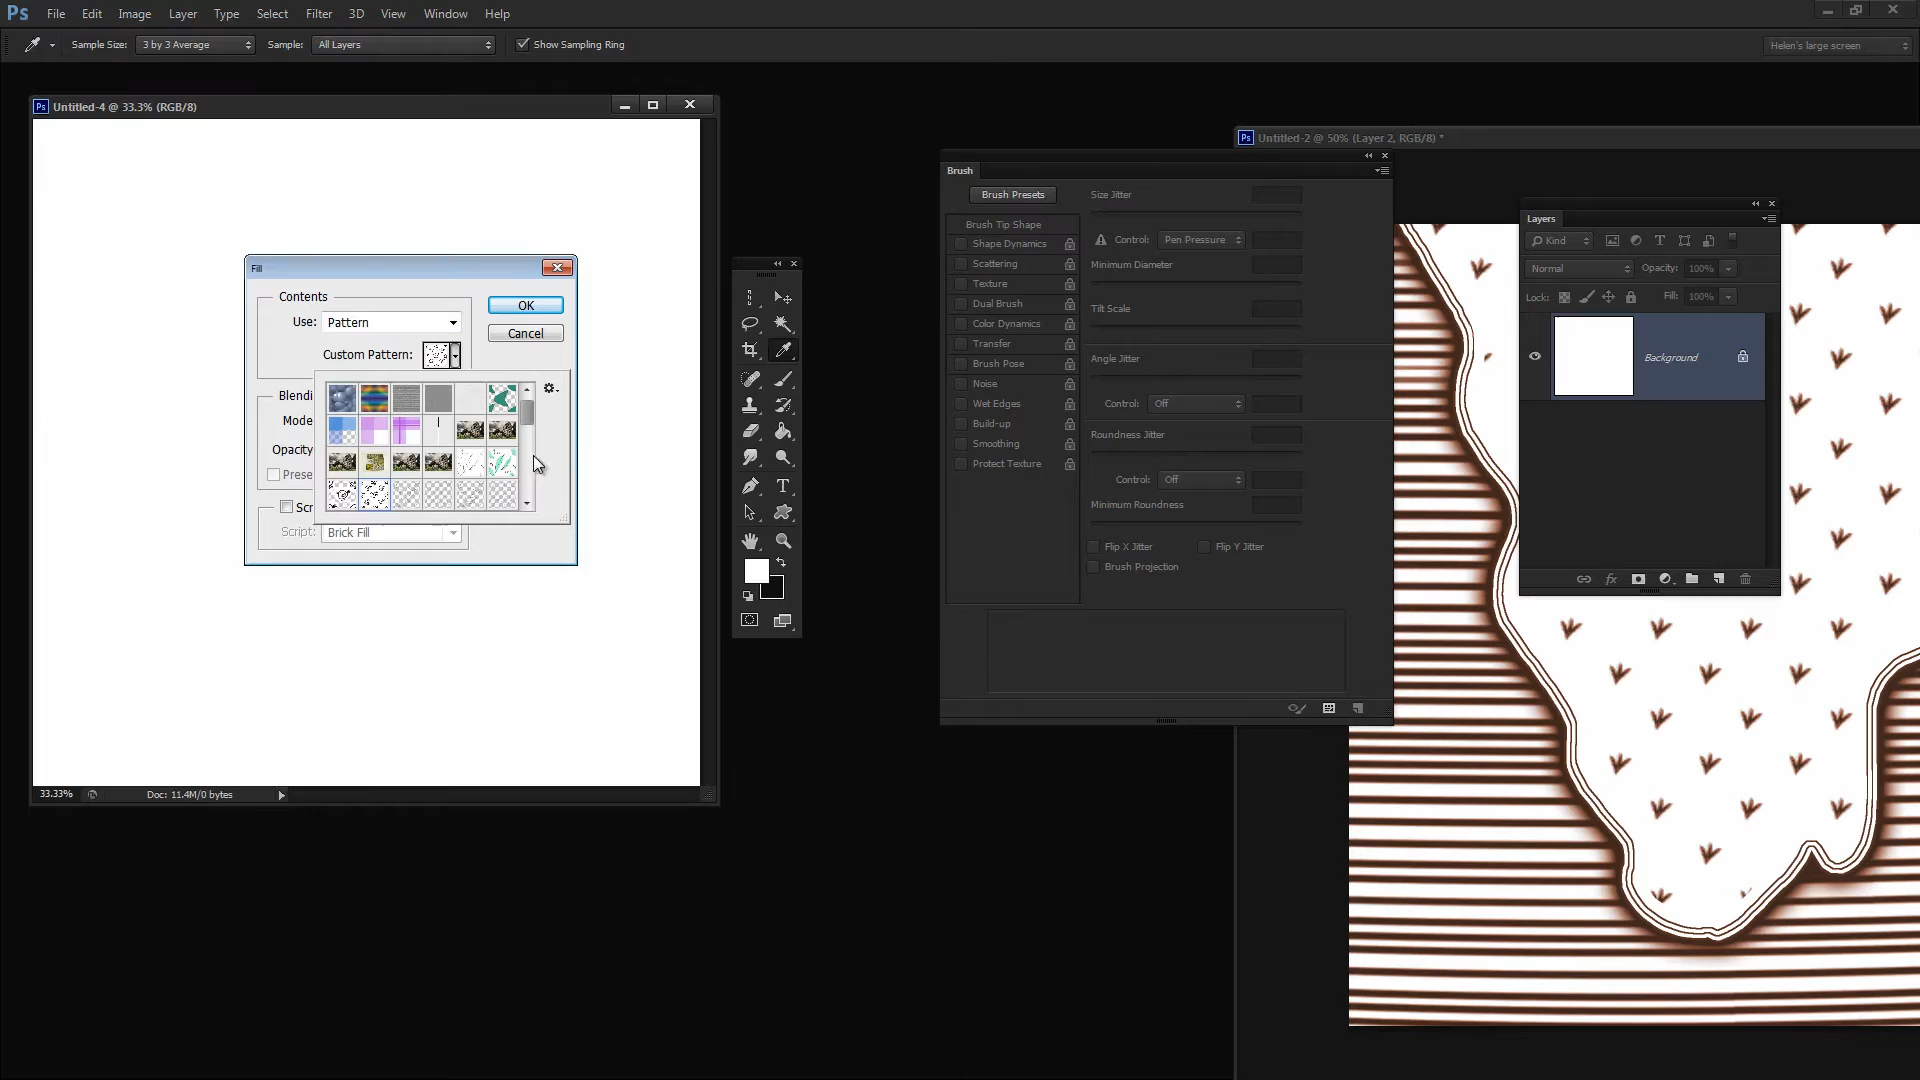 Ps File Edit Image Layer Type Select Filter 3D View Window Help
Sample Size: 3 by 3 Average Sample: All Layers Show Sampling Ring Helen's large screen
Ps Untitled-4 @ 33.3% (RGB/8)
Ps Untitled-2 @ 50% (Layer 2, RGB/8) *
Fill
Contents
Use: Pattern
Custom Pattern:
OK
Cancel
Blendi
Mode
Opacity
Prese
Scr
Script: Brick Fill
33.33% Doc: 11.4M/0 bytes
Brush
Brush Presets
Brush Tip Shape
Shape Dynamics
Scattering
Texture
Dual Brush
Color Dynamics
Transfer
Brush Pose
Noise
Wet Edges
Build-up
Smoothing
Protect Texture
Size Jitter
Control: Pen Pressure
Minimum Diameter
Tilt Scale
Angle Jitter
Control: Off
Roundness Jitter
Control: Off
Minimum Roundness
Flip X Jitter Flip Y Jitter
Brush Projection
Layers
Kind
Normal Opacity: 100%
Lock: Fill: 100%
Background
fx